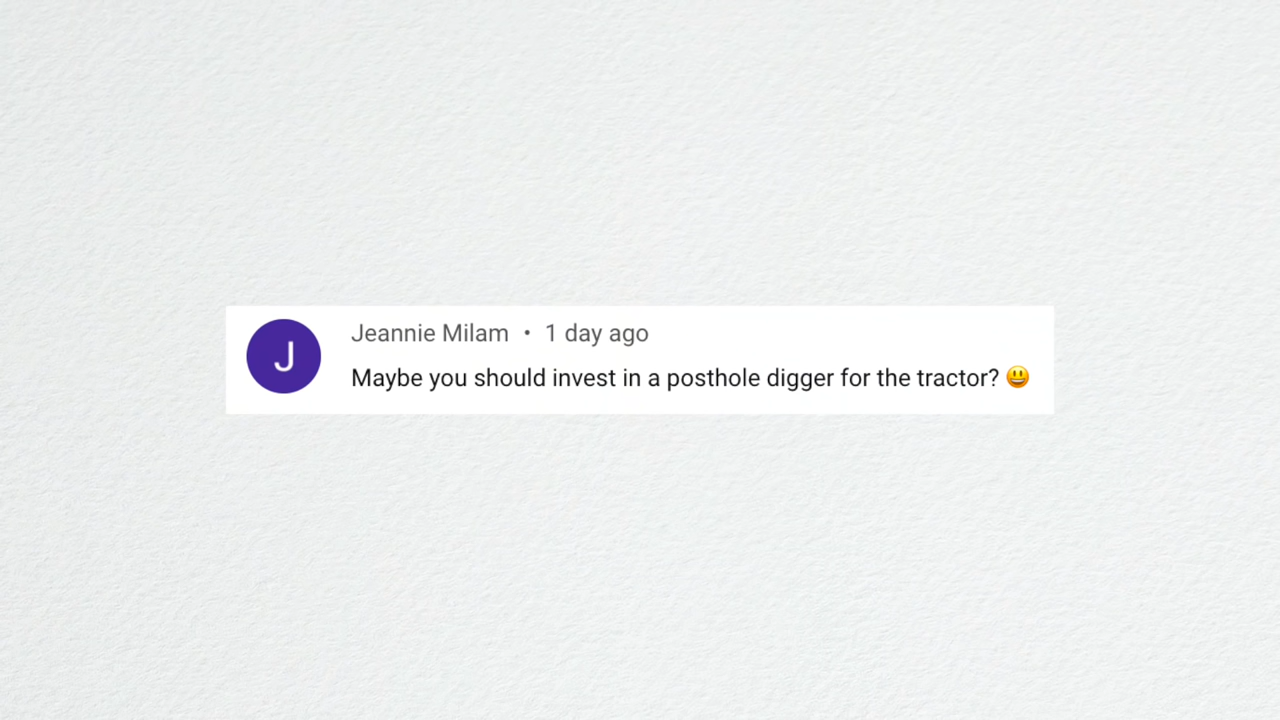 J
Jeannie Milam • 1 day ago
Maybe you should invest in a posthole digger for the tractor? 😃